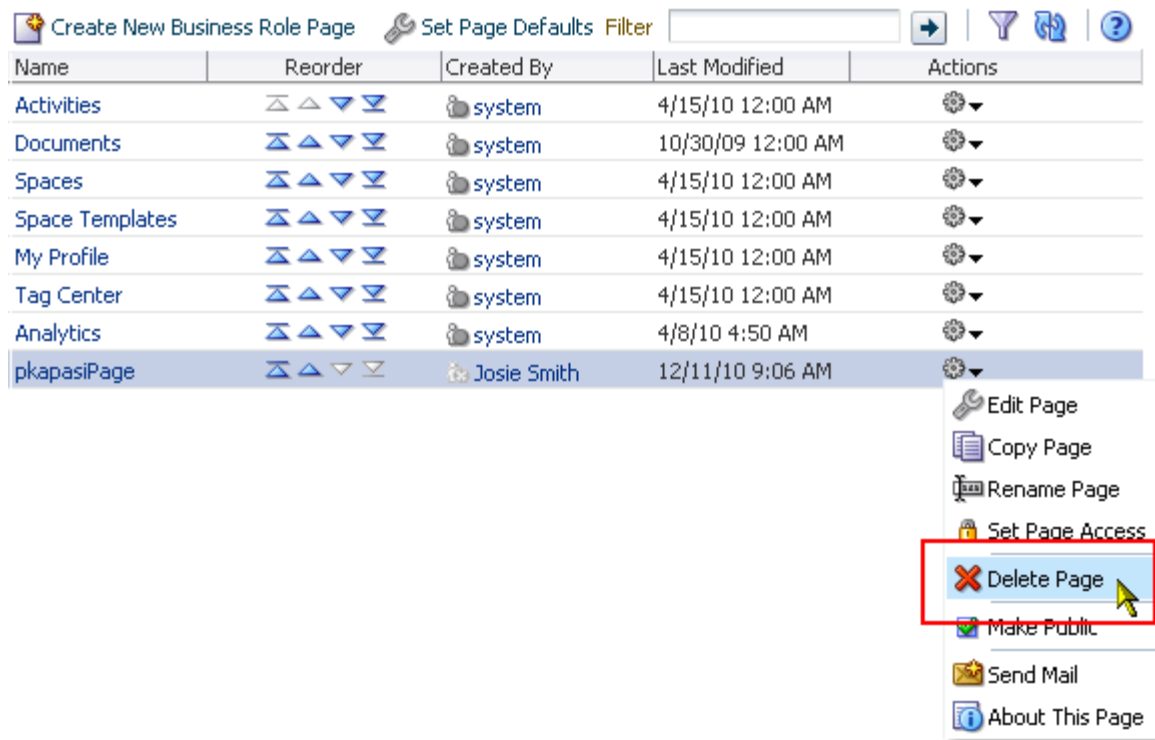 Create New Business Role Page Set Page Defaults Filter
Name Reorder Created By Last Modified Actions
Activities system 4/15/10 12:00 AM
Documents system 10/30/09 12:00 AM
Spaces system 4/15/10 12:00 AM
Space Templates system 4/15/10 12:00 AM
My Profile system 4/15/10 12:00 AM
Tag Center system 4/15/10 12:00 AM
Analytics system 4/8/10 4:50 AM
pkapasiPage Josie Smith 12/11/10 9:06 AM
Edit Page
Copy Page
Rename Page
Set Page Access
Delete Page
Make Public
Send Mail
About This Page